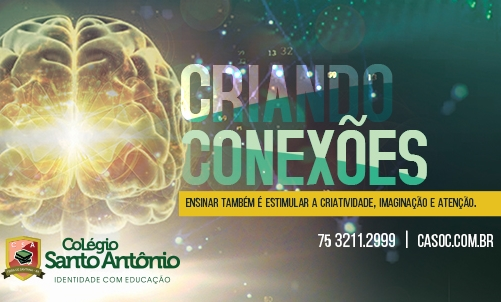 CRIANDO
CONEXÕES
ENSINAR TAMBÉM É ESTIMULAR A CRIATIVIDADE, IMAGINAÇÃO E ATENÇÃO.
75 3211.2999 | CASOC.COM.BR
Colégio
Santo Antônio
IDENTIDADE COM EDUCAÇÃO